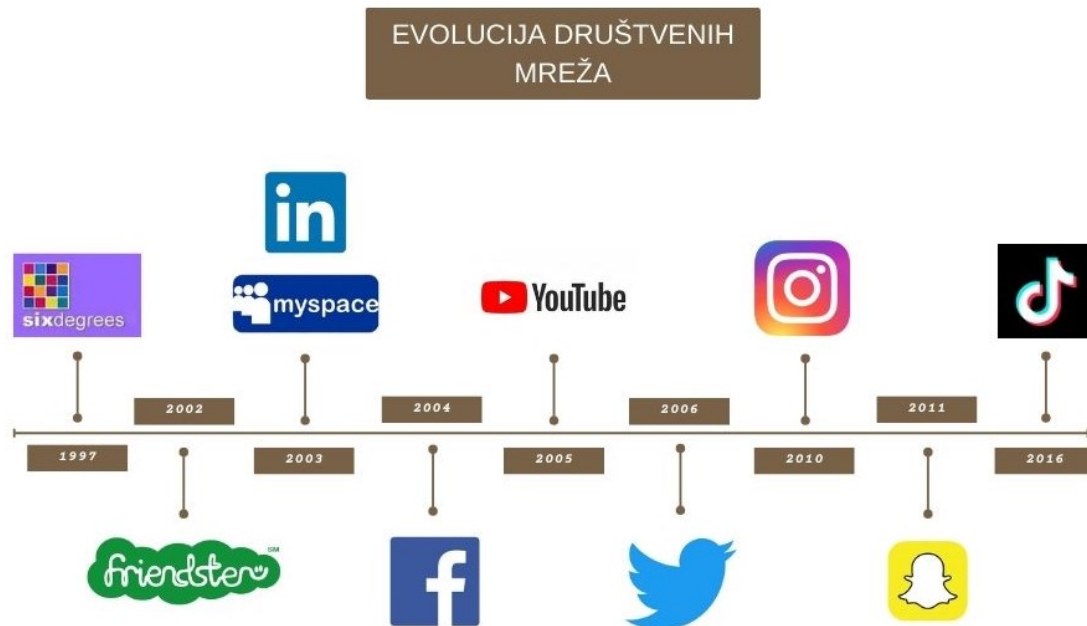 EVOLUCIJA DRUŠTVENIH
MREŽA
in
sixdegrees
myspace
YouTube
2002
2004
2006
2011
1997
2003
2005
2010
2016
friendster
SM
f